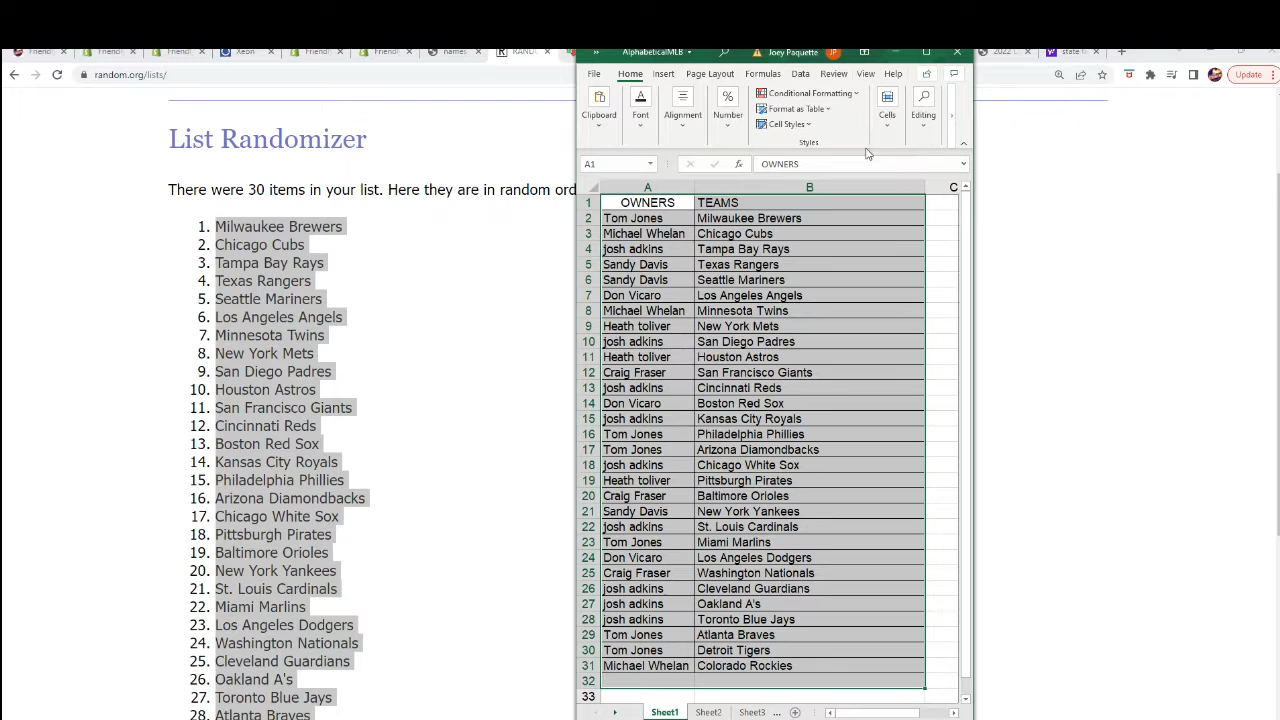 Friend
Friend
Friend
Xeon
Friend
Friend
names
RAND
2022 L
state f
random.org/lists/
Update
List Randomizer
There were 30 items in your list. Here they are in random ord
1. Milwaukee Brewers
2. Chicago Cubs
3. Tampa Bay Rays
4. Texas Rangers
5. Seattle Mariners
6. Los Angeles Angels
7. Minnesota Twins
8. New York Mets
9. San Diego Padres
10. Houston Astros
11. San Francisco Giants
12. Cincinnati Reds
13. Boston Red Sox
14. Kansas City Royals
15. Philadelphia Phillies
16. Arizona Diamondbacks
17. Chicago White Sox
18. Pittsburgh Pirates
19. Baltimore Orioles
20. New York Yankees
21. St. Louis Cardinals
22. Miami Marlins
23. Los Angeles Dodgers
24. Washington Nationals
25. Cleveland Guardians
26. Oakland A's
27. Toronto Blue Jays
28. Atlanta Braves
AlphabeticalMLB
Joey Paquette
JP
File Home Insert Page Layout Formulas Data Review View Help
Clipboard
Font
Alignment
Number
Conditional Formatting
Format as Table
Cell Styles
Styles
Cells
Editing
A1
fx
OWNERS
A B C
1 OWNERS TEAMS
2 Tom Jones Milwaukee Brewers
3 Michael Whelan Chicago Cubs
4 josh adkins Tampa Bay Rays
5 Sandy Davis Texas Rangers
6 Sandy Davis Seattle Mariners
7 Don Vicaro Los Angeles Angels
8 Michael Whelan Minnesota Twins
9 Heath toliver New York Mets
10 josh adkins San Diego Padres
11 Heath toliver Houston Astros
12 Craig Fraser San Francisco Giants
13 josh adkins Cincinnati Reds
14 Don Vicaro Boston Red Sox
15 josh adkins Kansas City Royals
16 Tom Jones Philadelphia Phillies
17 Tom Jones Arizona Diamondbacks
18 josh adkins Chicago White Sox
19 Heath toliver Pittsburgh Pirates
20 Craig Fraser Baltimore Orioles
21 Sandy Davis New York Yankees
22 josh adkins St. Louis Cardinals
23 Tom Jones Miami Marlins
24 Don Vicaro Los Angeles Dodgers
25 Craig Fraser Washington Nationals
26 josh adkins Cleveland Guardians
27 josh adkins Oakland A's
28 josh adkins Toronto Blue Jays
29 Tom Jones Atlanta Braves
30 Tom Jones Detroit Tigers
31 Michael Whelan Colorado Rockies
32
33
Sheet1 Sheet2 Sheet3 ...